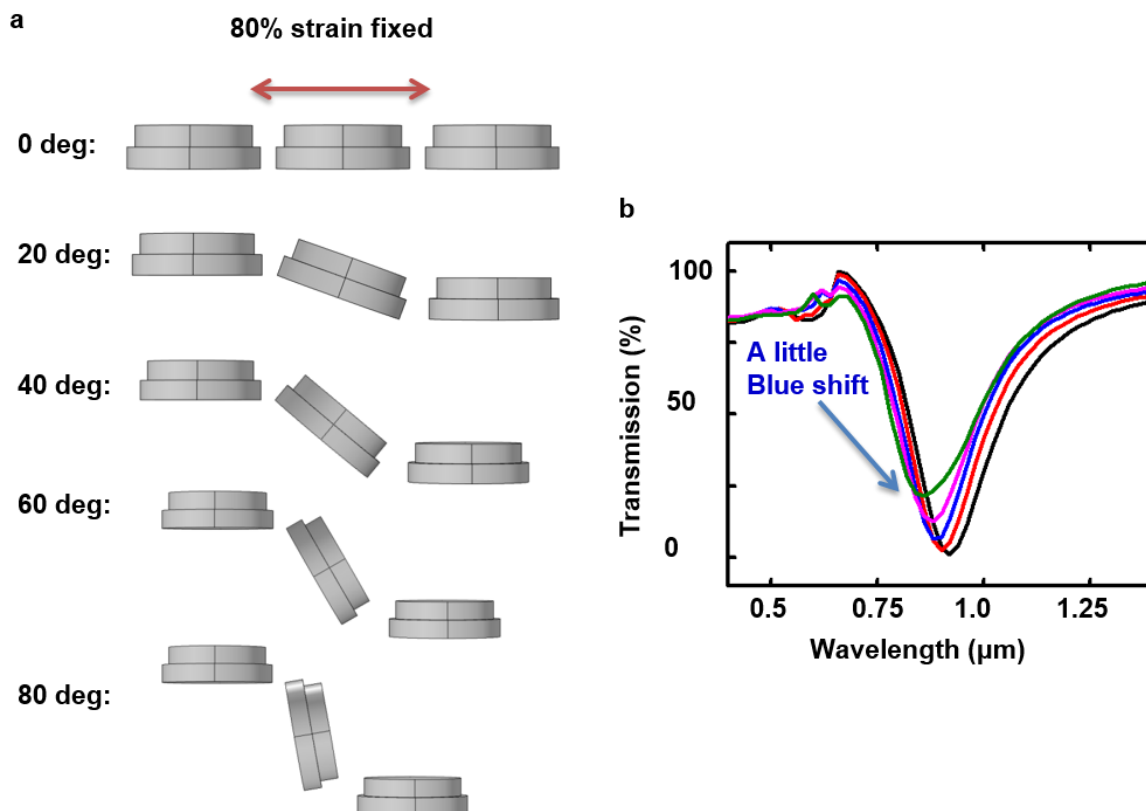 a
80% strain fixed
0 deg:
20 deg:
40 deg:
60 deg:
80 deg:
b
Transmission (%)
100
50
0
A little
Blue shift
0.5 0.75 1.0 1.25
Wavelength (μm)